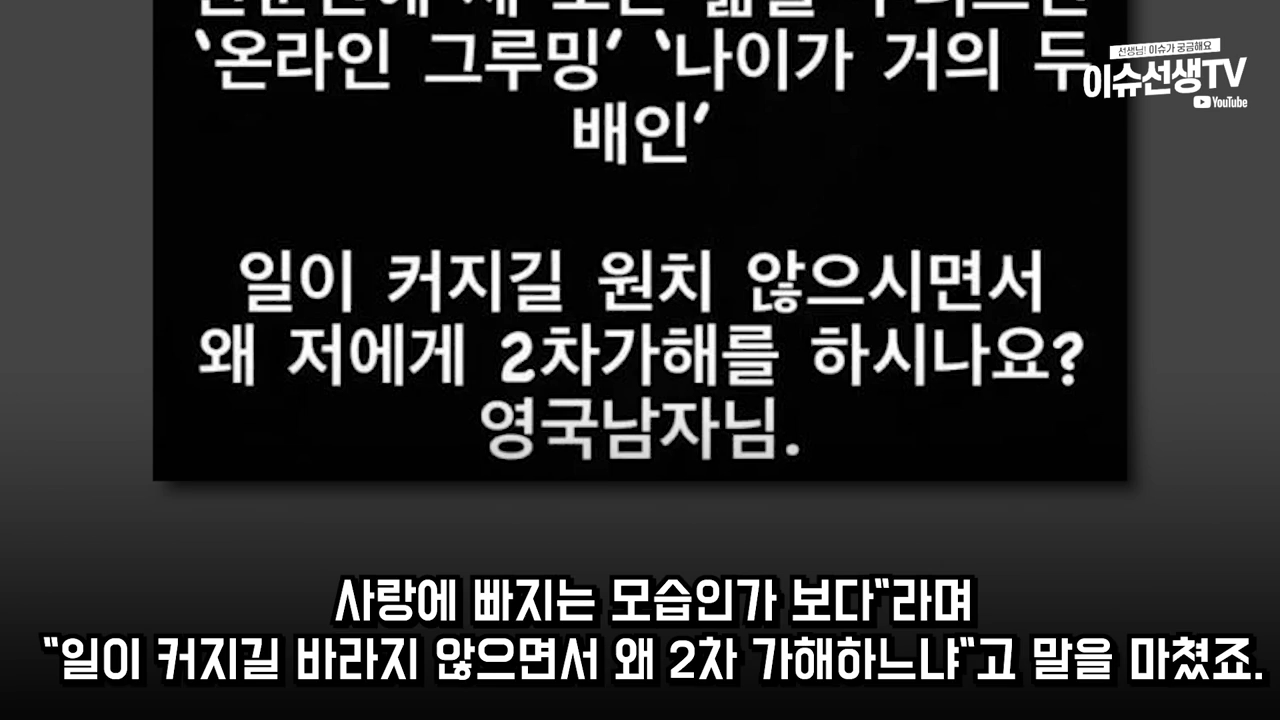 '온라인 그루밍' '나이가 거의 두
배인'
일이 커지길 원치 않으시면서
왜 저에게 2차가해를 하시나요?
영국남자님.
선생님! 이슈가 궁금해요
이슈선생TV
YouTube
사랑에 빠지는 모습인가 보다"라며
"일이 커지길 바라지 않으면서 왜 2차 가해하느냐"고 말을 마쳤죠.